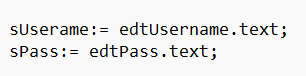 sUserame:= edtUsername.text;
sPass:= edtPass.text;